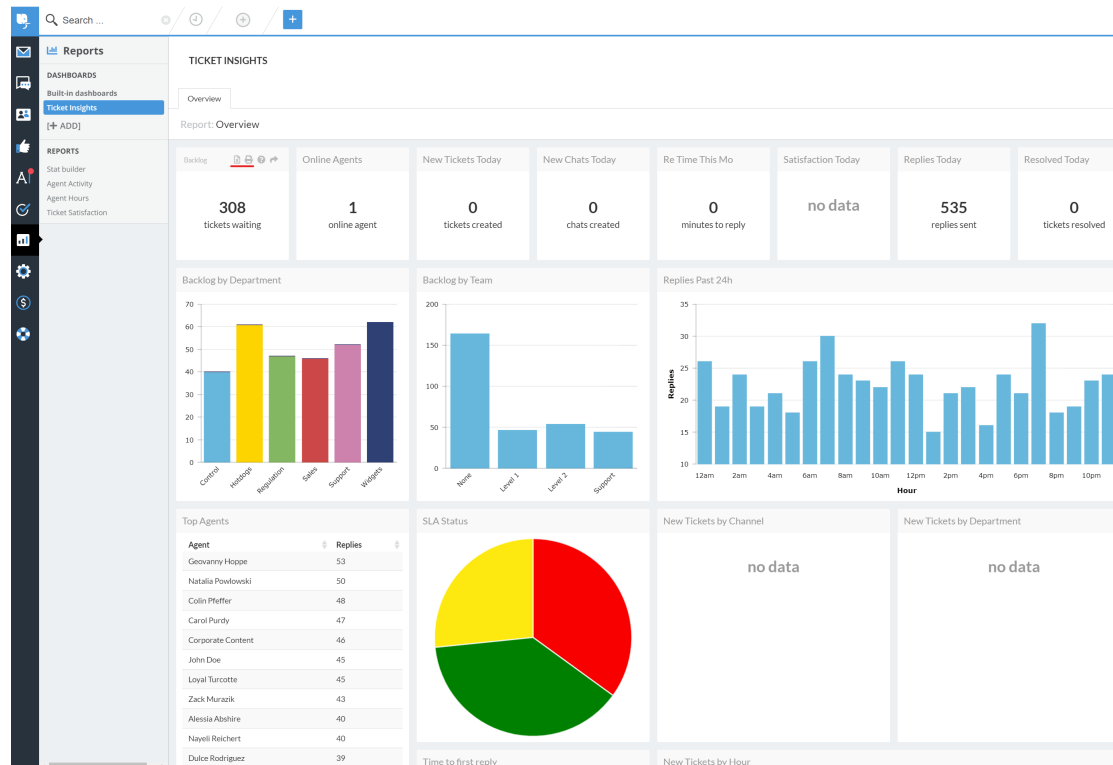 Search ...
Reports
DASHBOARDS
Built-in dashboards
Ticket Insights
[+ ADD]
REPORTS
Stat builder
Agent Activity
Agent Hours
Ticket Satisfaction
TICKET INSIGHTS
Overview
Report: Overview
Backlog
308
tickets waiting
Online Agents
1
online agent
New Tickets Today
0
tickets created
New Chats Today
0
chats created
Re Time This Mo
0
minutes to reply
Satisfaction Today
no data
Replies Today
535
replies sent
Resolved Today
0
tickets resolved
Backlog by Department
70
60
50
40
30
20
10
0
Control Hotdogs Regulation Sales Support Widgets
Backlog by Team
200
150
100
50
0
None Level 1 Level 2 Support
Replies Past 24h
Replies
35
30
25
20
15
10
12am 2am 4am 6am 8am 10am 12pm 2pm 4pm 6pm 8pm 10pm
Hour
Top Agents
Agent Replies
Geovanny Hoppe 53
Natalia Powlowski 50
Colin Pfeffer 48
Carol Purdy 47
Corporate Content 46
John Doe 45
Loyal Turcotte 45
Zack Murazik 43
Alessia Abshire 40
Nayeli Reichert 40
Dulce Rodriguez 39
SLA Status
New Tickets by Channel
no data
New Tickets by Department
no data
Time to first reply
New Tickets by Hour